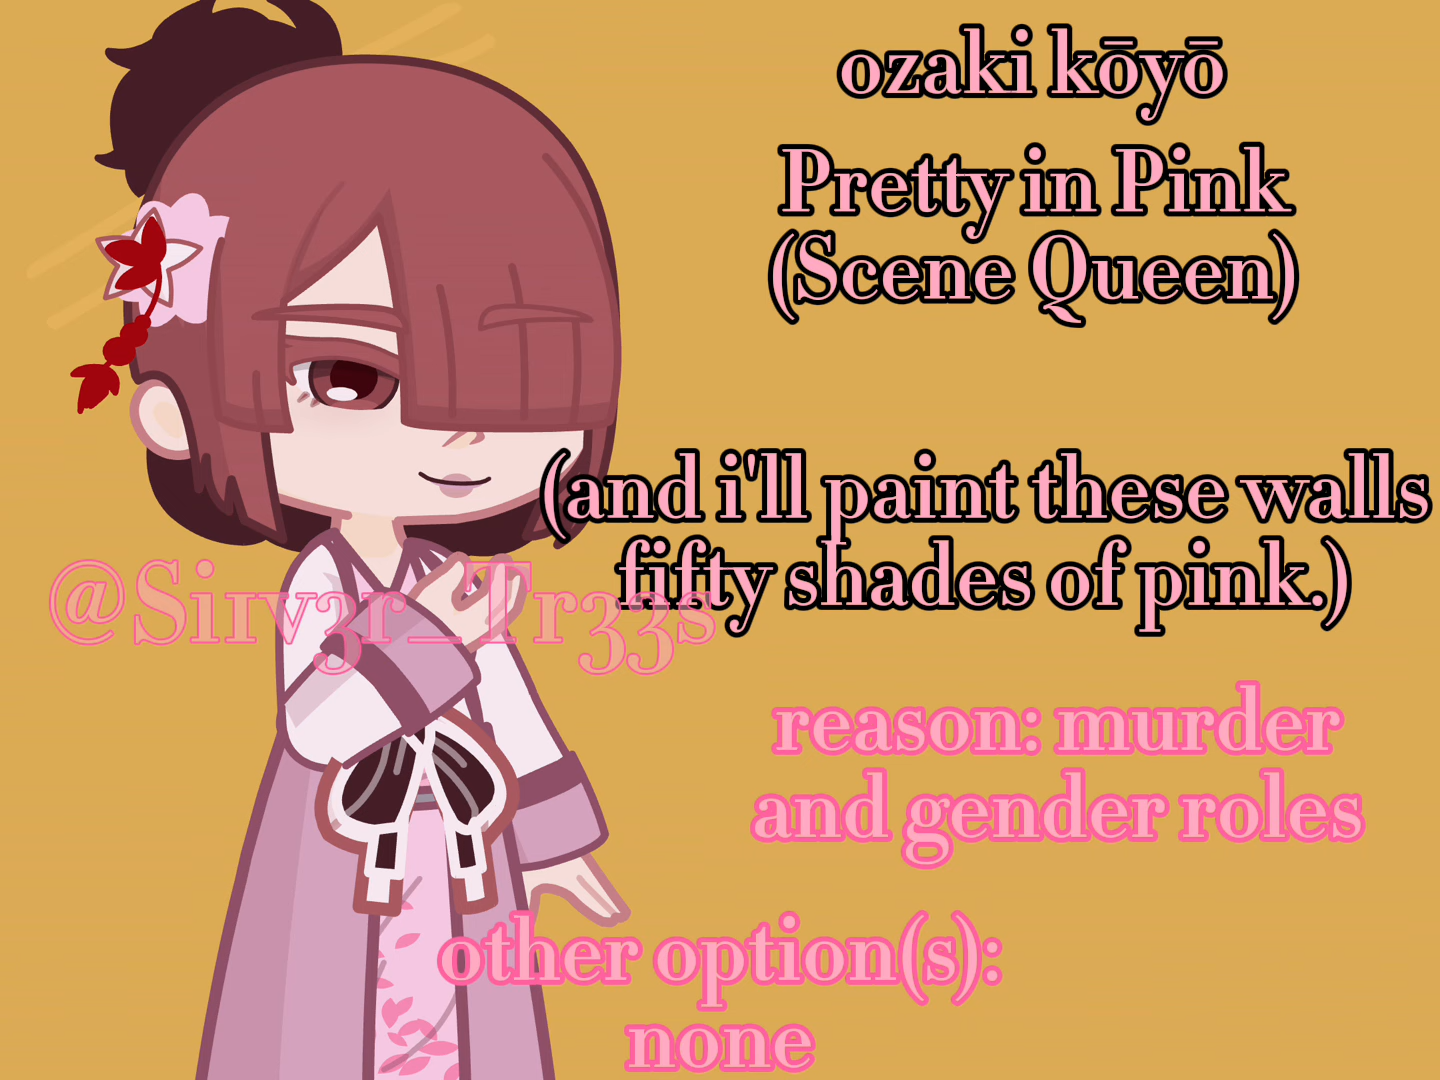 ozaki kōyō
Pretty in Pink
(Scene Queen)
(and i'll paint these walls
fifty shades of pink.)
@Sirv3r_Tr33s
reason: murder
and gender roles
other option(s):
none